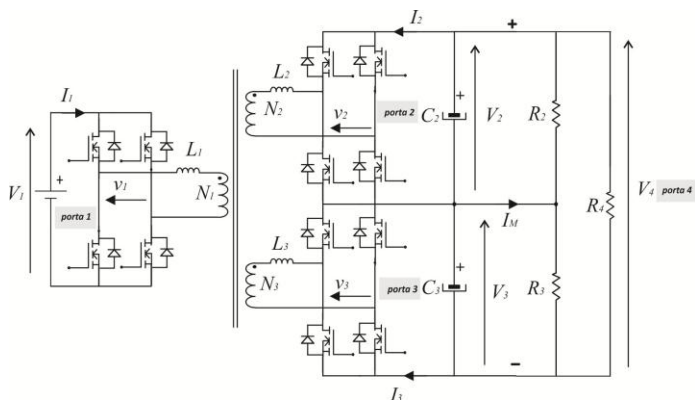 I2
+
L2
N2
v2
porta 2
C2
+
V2
R2
I1
V1
+
porta 1
v1
L1
N1
IM
R4
V4
porta 4
L3
N3
v3
porta 3
C3
+
V3
R3
I3
−